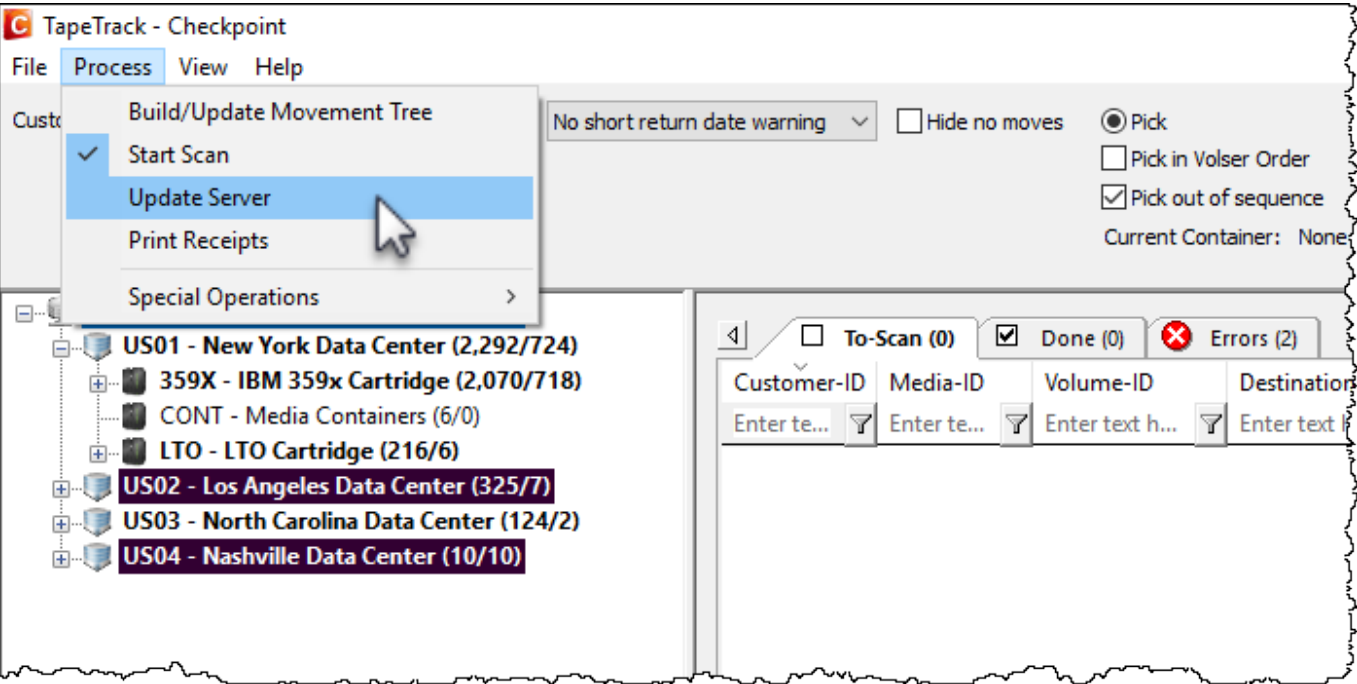 TapeTrack - Checkpoint
File Process View Help
Build/Update Movement Tree
Start Scan
Update Server
Print Receipts
Special Operations
No short return date warning
Hide no moves
Pick
Pick in Volser Order
Pick out of sequence
Current Container: None
US01 - New York Data Center (2,292/724)
359X - IBM 359x Cartridge (2,070/718)
CONT - Media Containers (6/0)
LTO - LTO Cartridge (216/6)
US02 - Los Angeles Data Center (325/7)
US03 - North Carolina Data Center (124/2)
US04 - Nashville Data Center (10/10)
To-Scan (0) Done (0) Errors (2)
Customer-ID Media-ID Volume-ID Destination
Enter te... Enter te... Enter text h... Enter text